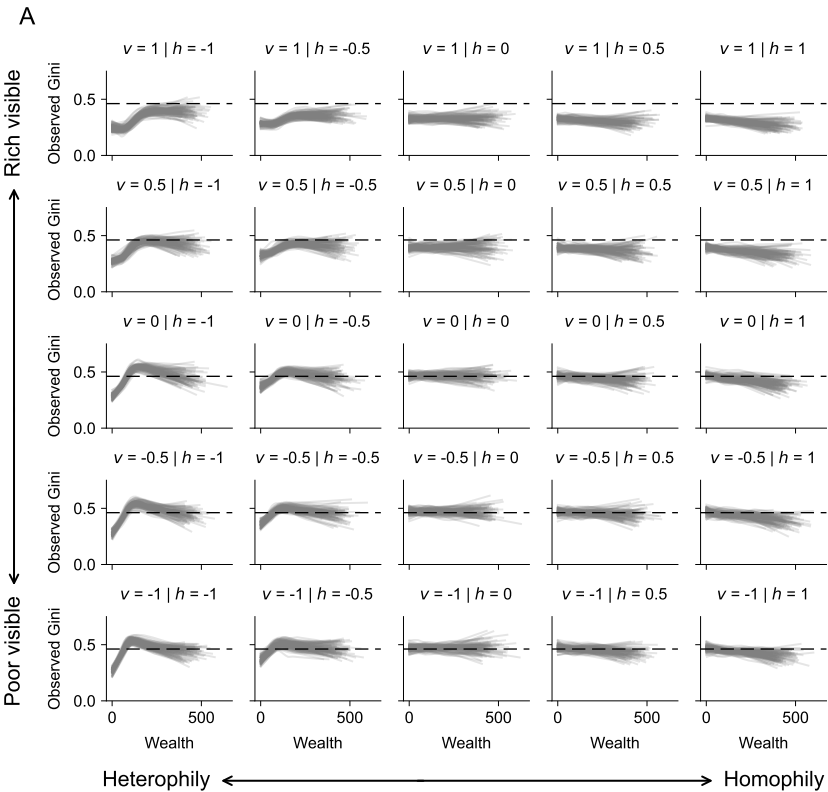 A
v = 1 | h = -1
v = 1 | h = -0.5
v = 1 | h = 0
v = 1 | h = 0.5
v = 1 | h = 1
Rich visible
Observed Gini
0.5
0.0
v = 0.5 | h = -1
v = 0.5 | h = -0.5
v = 0.5 | h = 0
v = 0.5 | h = 0.5
v = 0.5 | h = 1
Observed Gini
0.5
0.0
v = 0 | h = -1
v = 0 | h = -0.5
v = 0 | h = 0
v = 0 | h = 0.5
v = 0 | h = 1
Observed Gini
0.5
0.0
v = -0.5 | h = -1
v = -0.5 | h = -0.5
v = -0.5 | h = 0
v = -0.5 | h = 0.5
v = -0.5 | h = 1
Observed Gini
0.5
0.0
v = -1 | h = -1
v = -1 | h = -0.5
v = -1 | h = 0
v = -1 | h = 0.5
v = -1 | h = 1
Poor visible
Observed Gini
0.5
0.0
0 500
0 500
0 500
0 500
0 500
Wealth
Wealth
Wealth
Wealth
Wealth
Heterophily
Homophily